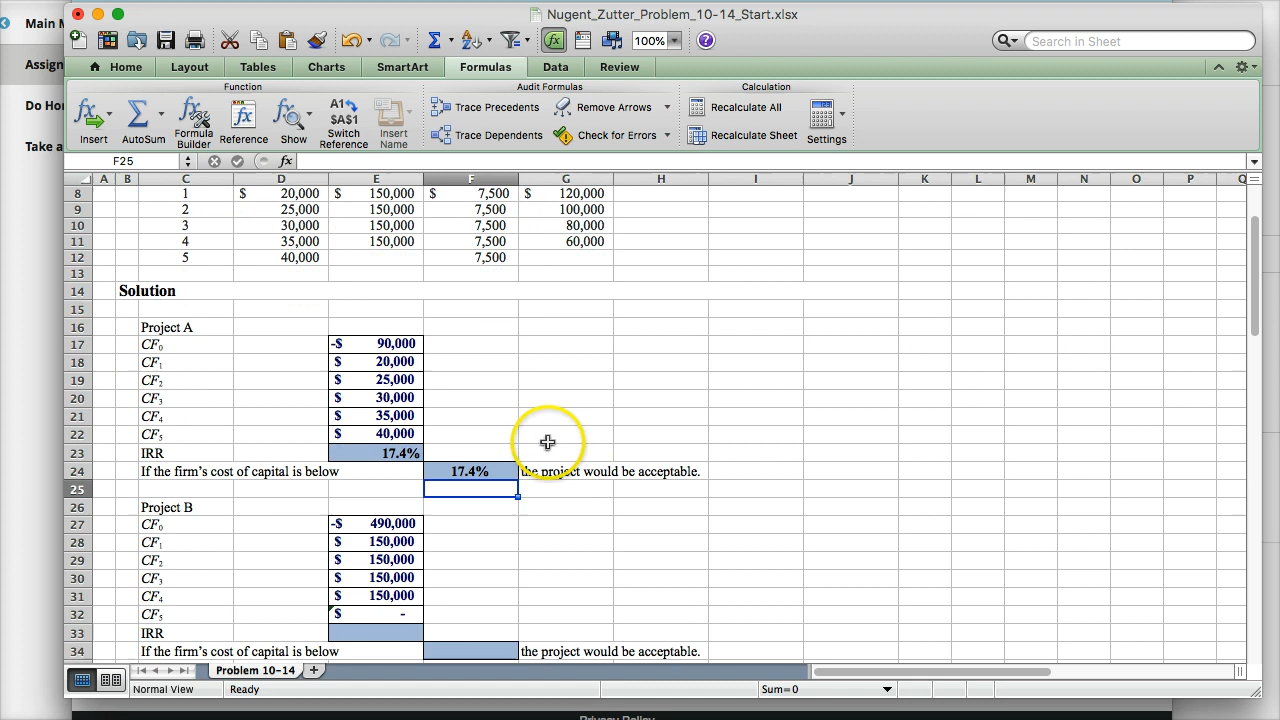 Main M
Assign
Do Hor
Take a
Nugent_Zutter_Problem_10-14_Start.xlsx
100%
Search in Sheet
Home Layout Tables Charts SmartArt Formulas Data Review
Function Audit Formulas Calculation
Insert AutoSum Formula Builder Reference Show A1 $A$1 Switch Reference Insert Name
Trace Precedents Remove Arrows Recalculate All
Trace Dependents Check for Errors Recalculate Sheet Settings
F25 fx
A B C D E F G H I J K L M N O P Q
8 1 $ 20,000 $ 150,000 $ 7,500 $ 120,000
9 2 25,000 150,000 7,500 100,000
10 3 30,000 150,000 7,500 80,000
11 4 35,000 150,000 7,500 60,000
12 5 40,000 7,500
13
14 Solution
15
16 Project A
17 CF0 -$ 90,000
18 CF1 $ 20,000
19 CF2 $ 25,000
20 CF3 $ 30,000
21 CF4 $ 35,000
22 CF5 $ 40,000
23 IRR 17.4%
24 If the firm's cost of capital is below 17.4% the project would be acceptable.
25
26 Project B
27 CF0 -$ 490,000
28 CF1 $ 150,000
29 CF2 $ 150,000
30 CF3 $ 150,000
31 CF4 $ 150,000
32 CF5 $ -
33 IRR
34 If the firm's cost of capital is below the project would be acceptable.
Problem 10-14
Normal View Ready Sum=0
Privacy Policy